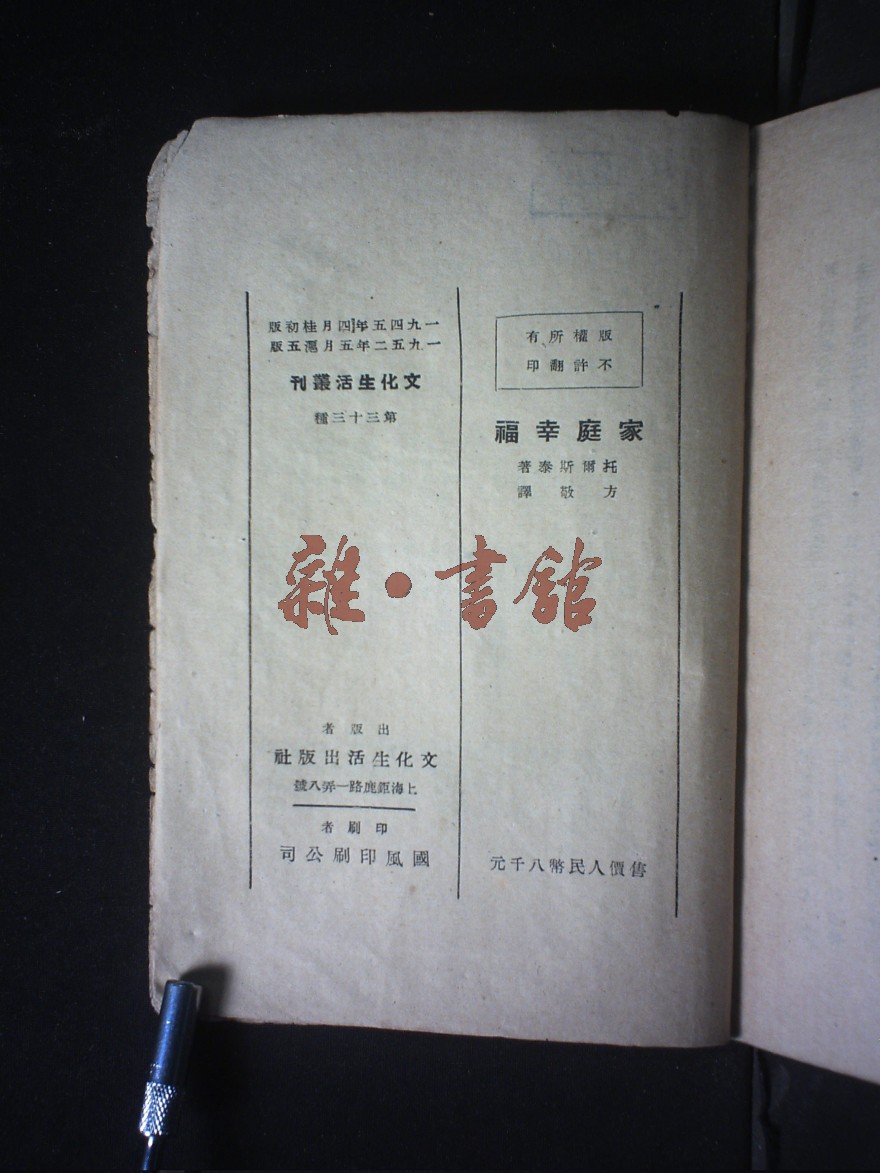 版權所有
不許翻印
家庭幸福
托爾斯泰著
方敬譯
售價人民幣八千元
一九四五年四月桂初版
一九五二年五月滬五版
文化生活叢刊
第三十三種
出版者
文化生活出版社
上海鉅鹿路一弄八號
印刷者
國風印刷公司
雜•書館